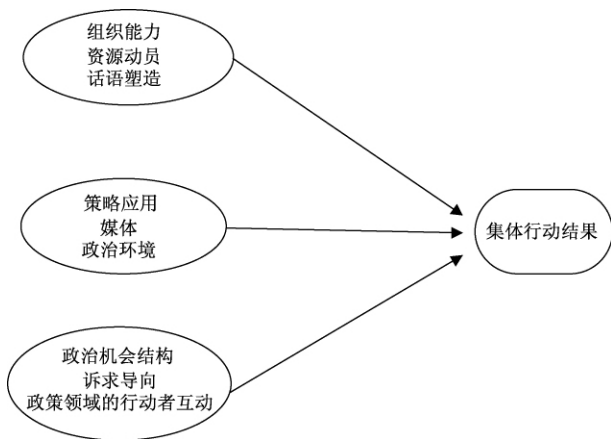 组织能力
资源动员
话语塑造
策略应用
媒体
政治环境
集体行动结果
政治机会结构
诉求导向
政策领域的行动者互动